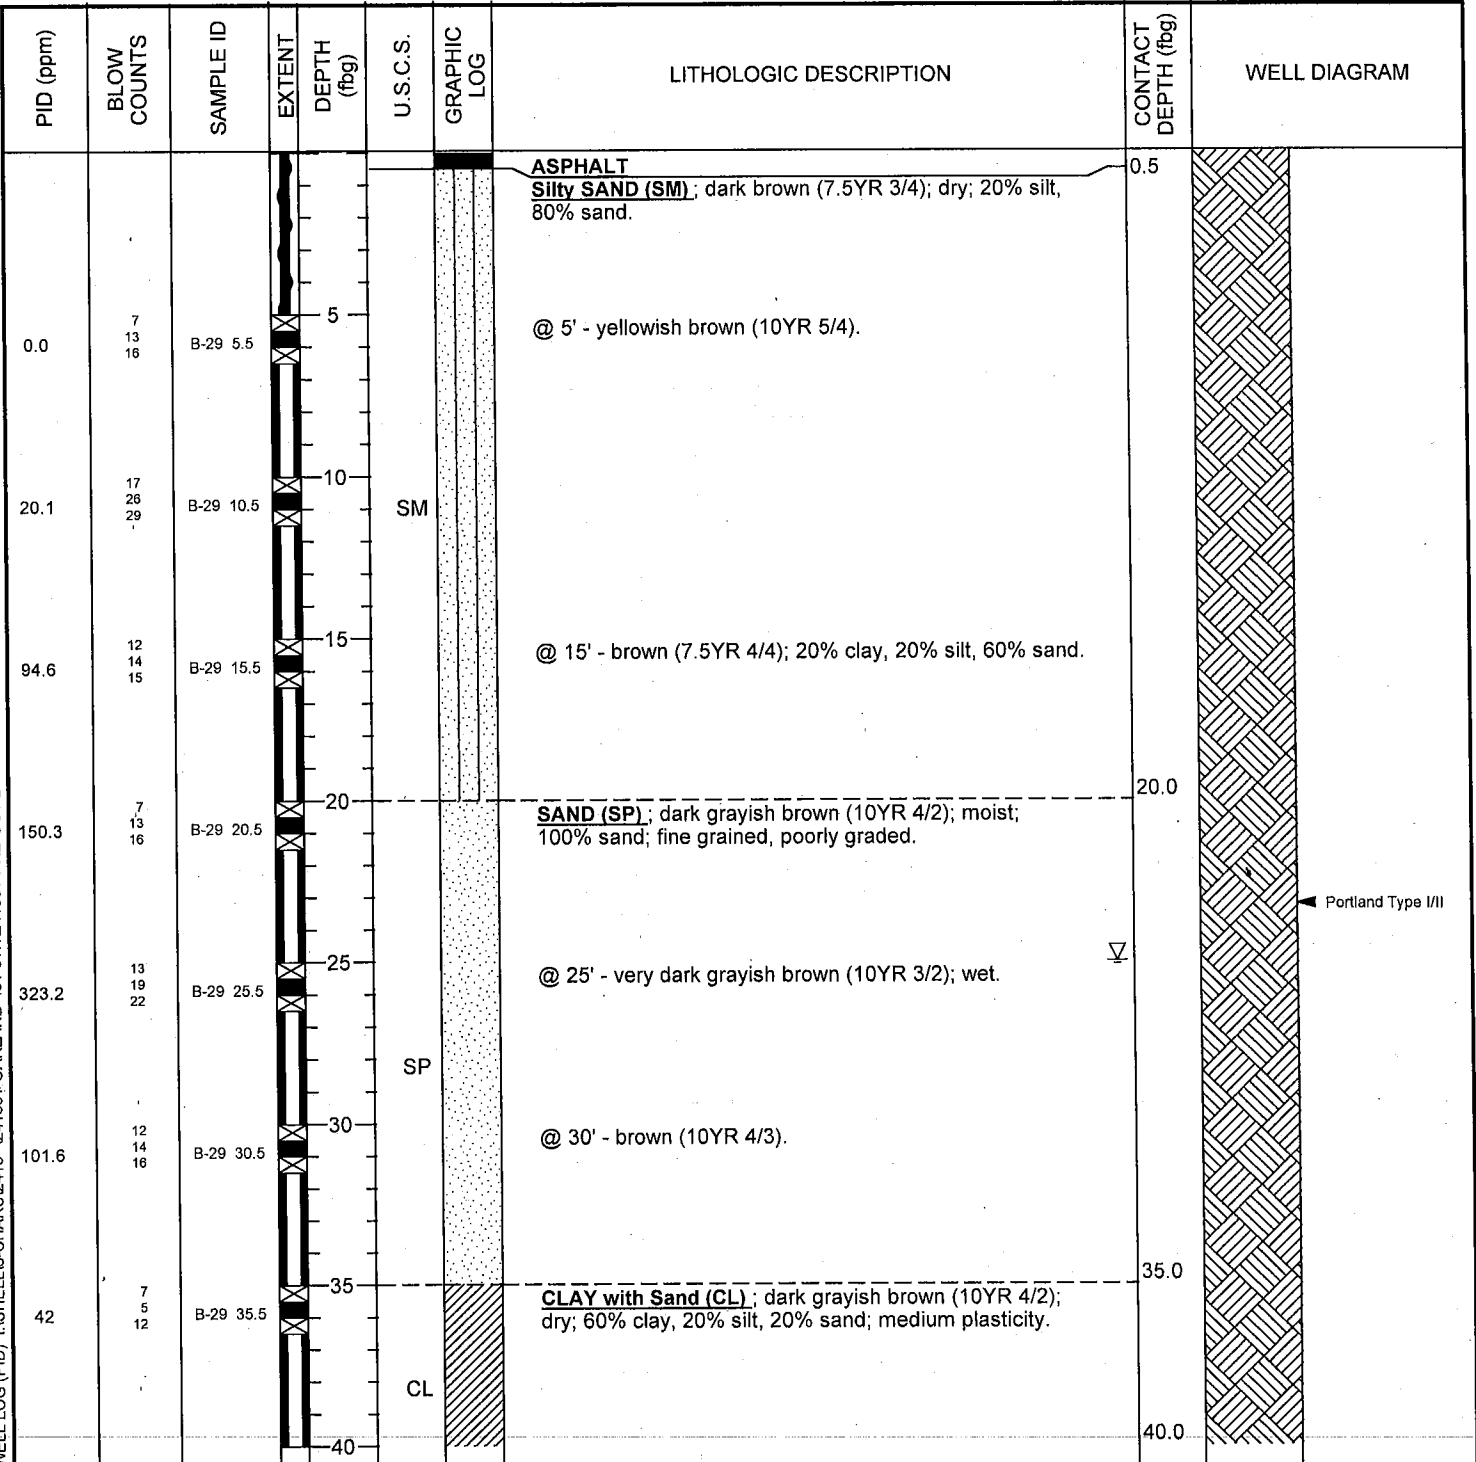 PID (ppm)
BLOW COUNTS
SAMPLE ID
EXTENT
DEPTH (fbg)
U.S.C.S.
GRAPHIC LOG
LITHOLOGIC DESCRIPTION
CONTACT DEPTH (fbg)
WELL DIAGRAM
ASPHALT
0.5
Silty SAND (SM) ; dark brown (7.5YR 3/4); dry; 20% silt,
80% sand.
7
13
16
0.0
B-29 5.5
5
@ 5' - yellowish brown (10YR 5/4).
17
26
29
20.1
B-29 10.5
10
SM
12
14
15
94.6
B-29 15.5
15
@ 15' - brown (7.5YR 4/4); 20% clay, 20% silt, 60% sand.
20
20.0
7
13
16
150.3
B-29 20.5
SAND (SP) ; dark grayish brown (10YR 4/2); moist;
100% sand; fine grained, poorly graded.
Portland Type I/II
13
19
22
323.2
B-29 25.5
25
@ 25' - very dark grayish brown (10YR 3/2); wet.
SP
12
14
16
101.6
B-29 30.5
30
@ 30' - brown (10YR 4/3).
35
35.0
7
5
12
42
B-29 35.5
CLAY with Sand (CL) ; dark grayish brown (10YR 4/2);
dry; 60% clay, 20% silt, 20% sand; medium plasticity.
CL
40
40.0